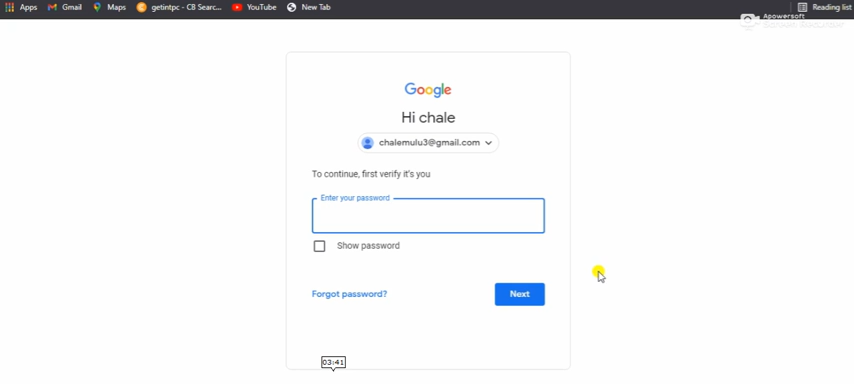 Apps Gmail Maps getintpc - CB Searc... YouTube New Tab Reading list
Apowersoft
Google
Hi chale
chalemulu3@gmail.com
To continue, first verify it's you
Enter your password
Show password
Forgot password? Next
03:41